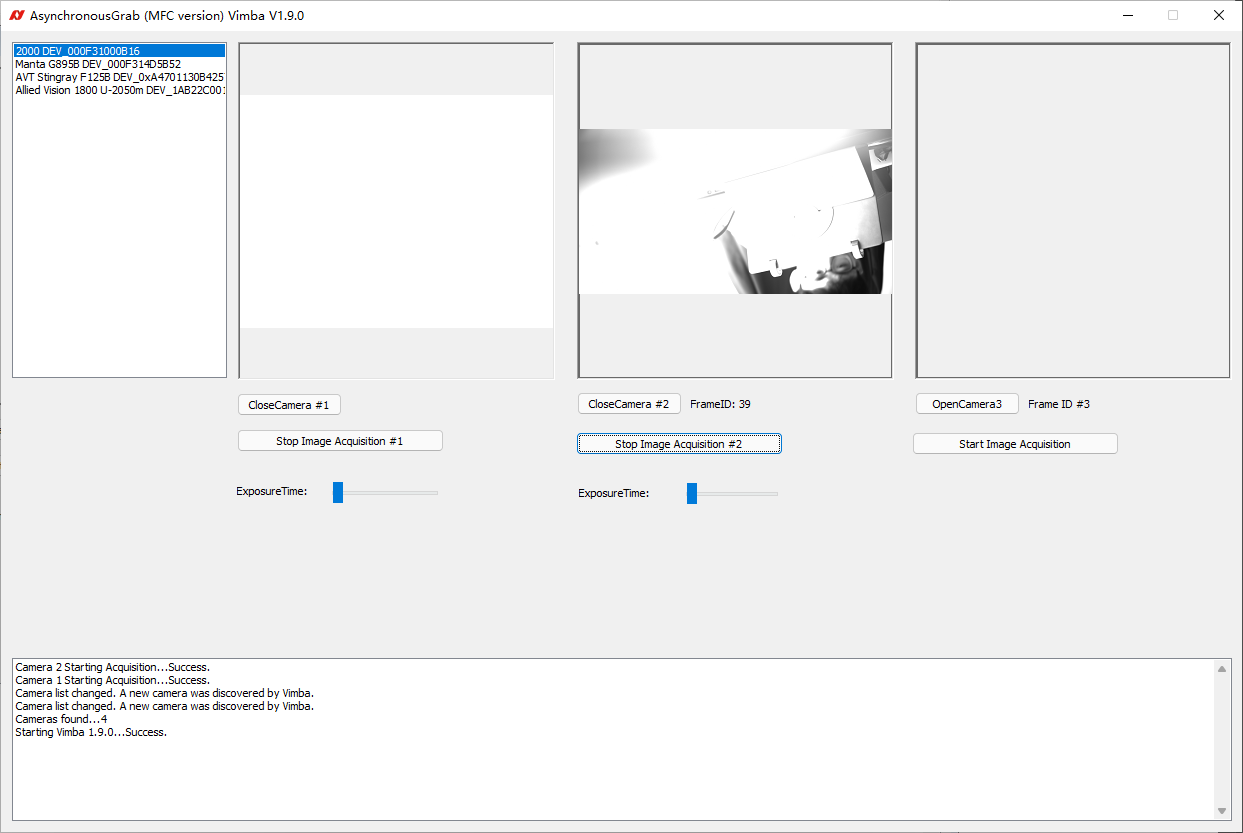 AsynchronousGrab (MFC version) Vimba V1.9.0
2000 DEV_000F31000B16
Manta G895B DEV_000F314D5B52
AVT Stingray F125B DEV_0xA4701130B425
Allied Vision 1800 U-2050m DEV_1AB22C001
CloseCamera #1
CloseCamera #2
FrameID: 39
OpenCamera3
Frame ID #3
Stop Image Acquisition #1
Stop Image Acquisition #2
Start Image Acquisition
ExposureTime:
ExposureTime:
Camera 2 Starting Acquisition...Success.
Camera 1 Starting Acquisition...Success.
Camera list changed. A new camera was discovered by Vimba.
Camera list changed. A new camera was discovered by Vimba.
Cameras found...4
Starting Vimba 1.9.0...Success.